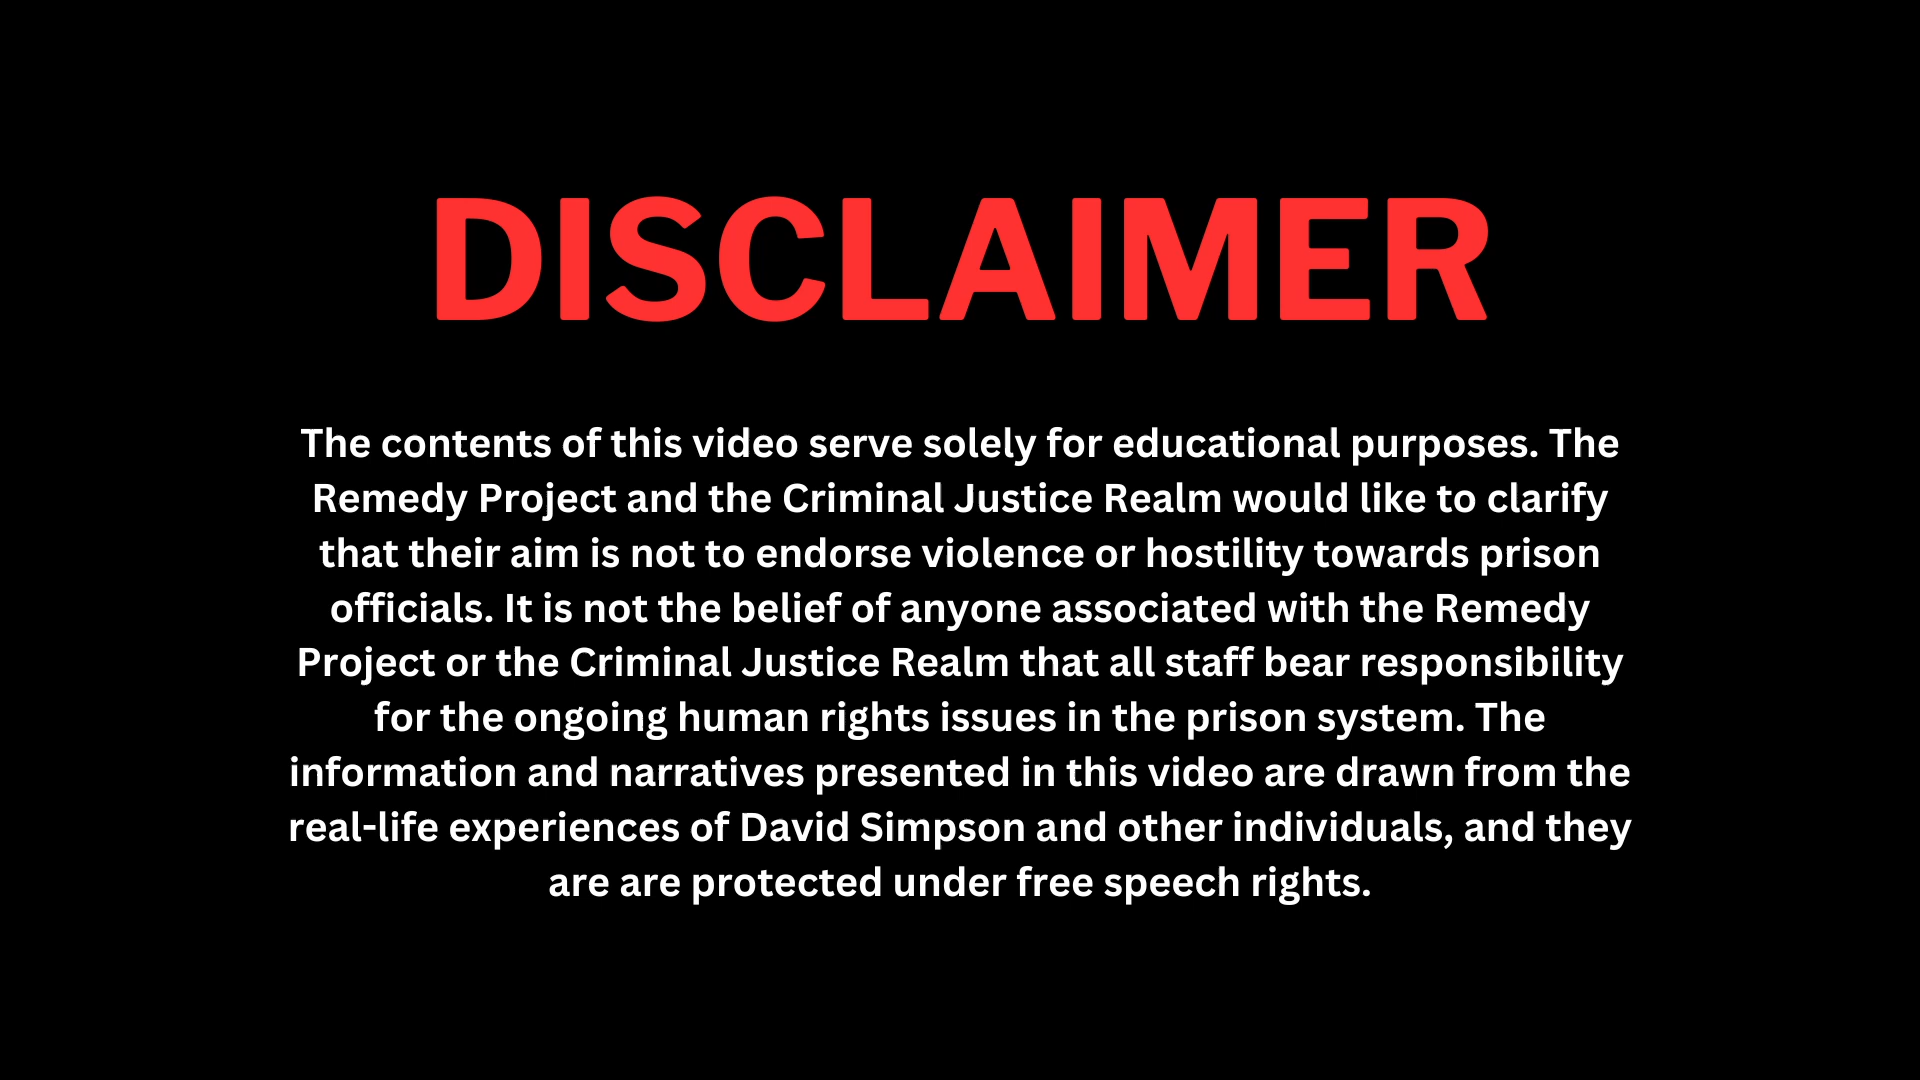 DISCLAIMER
The contents of this video serve solely for educational purposes. The
Remedy Project and the Criminal Justice Realm would like to clarify
that their aim is not to endorse violence or hostility towards prison
officials. It is not the belief of anyone associated with the Remedy
Project or the Criminal Justice Realm that all staff bear responsibility
for the ongoing human rights issues in the prison system. The
information and narratives presented in this video are drawn from the
real-life experiences of David Simpson and other individuals, and they
are are protected under free speech rights.